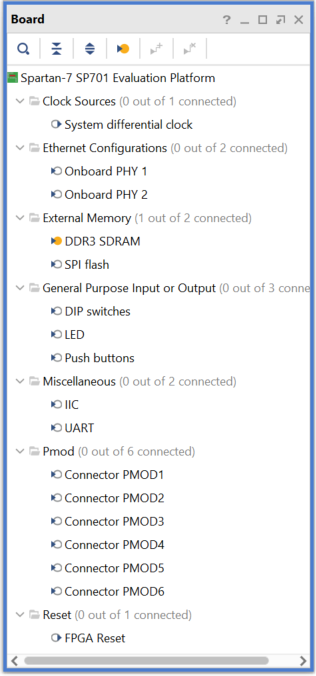 Board
Spartan-7 SP701 Evaluation Platform
Clock Sources (0 out of 1 connected)
System differential clock
Ethernet Configurations (0 out of 2 connected)
Onboard PHY 1
Onboard PHY 2
External Memory (1 out of 2 connected)
DDR3 SDRAM
SPI flash
General Purpose Input or Output (0 out of 3 conne
DIP switches
LED
Push buttons
Miscellaneous (0 out of 2 connected)
IIC
UART
Pmod (0 out of 6 connected)
Connector PMOD1
Connector PMOD2
Connector PMOD3
Connector PMOD4
Connector PMOD5
Connector PMOD6
Reset (0 out of 1 connected)
FPGA Reset